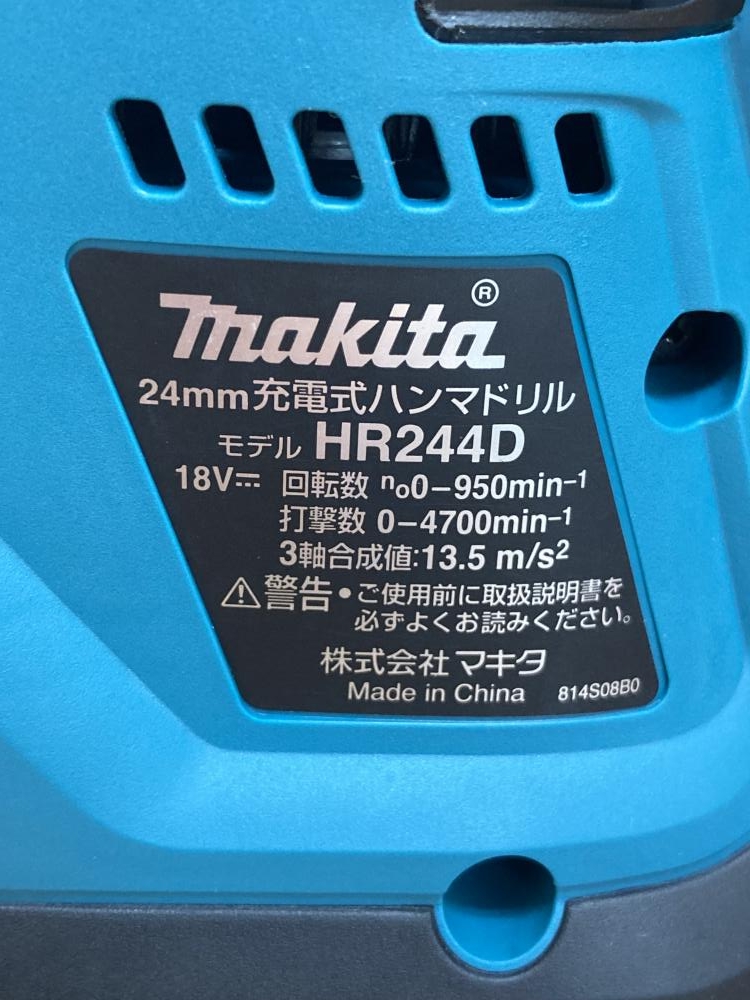 makita®
24mm充電式ハンマドリル
モデル HR244D
18V⎓ 回転数 n₀0−950min⁻¹
打撃数 0−4700min⁻¹
3軸合成値:13.5 m/s²
⚠警告・ご使用前に取扱説明書を
必ずよくお読みください。
株式会社 マキタ
Made in China 814S08B0